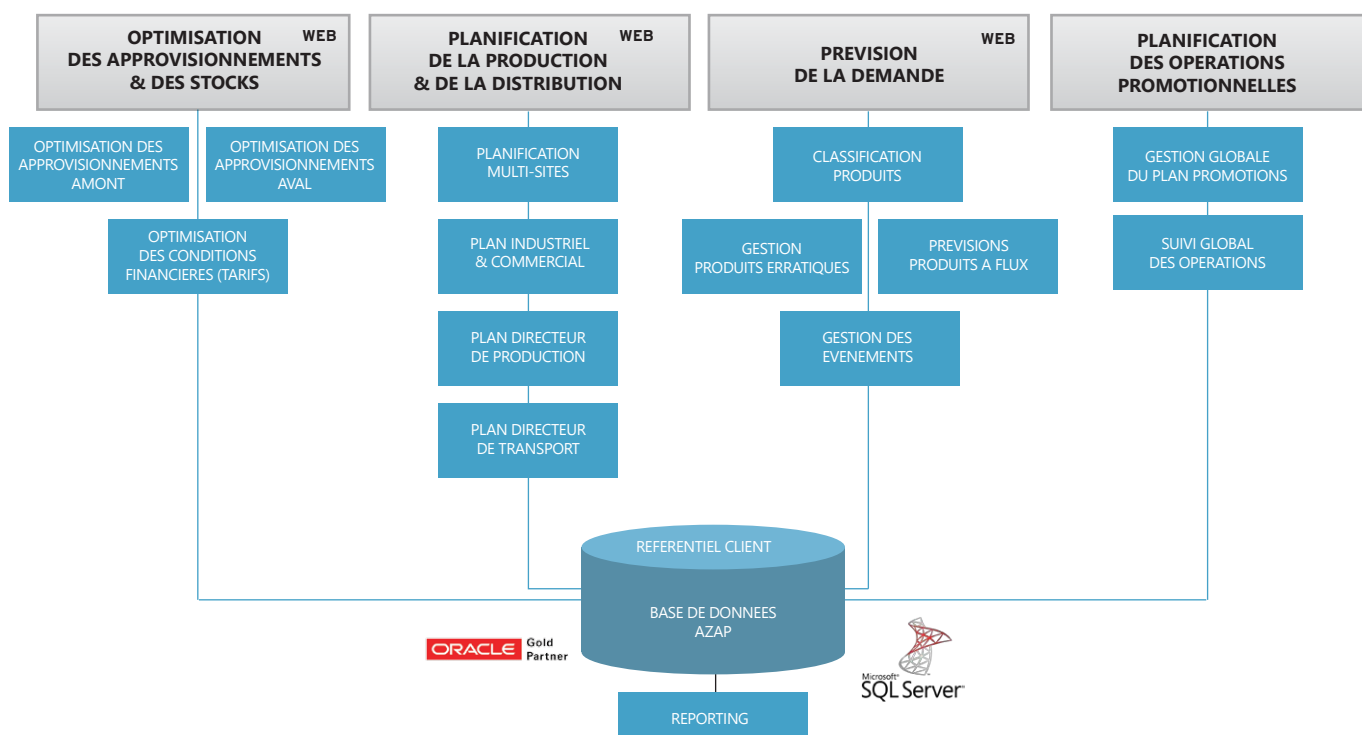 OPTIMISATION
DES APPROVISIONNEMENTS
& DES STOCKS
WEB
PLANIFICATION
DE LA PRODUCTION
& DE LA DISTRIBUTION
WEB
PREVISION
DE LA DEMANDE
WEB
PLANIFICATION
DES OPERATIONS
PROMOTIONNELLES
OPTIMISATION DES
APPROVISIONNEMENTS
AMONT
OPTIMISATION DES
APPROVISIONNEMENTS
AVAL
OPTIMISATION
DES CONDITIONS
FINANCIERES (TARIFS)
PLANIFICATION
MULTI-SITES
PLAN INDUSTRIEL
& COMMERCIAL
PLAN DIRECTEUR
DE PRODUCTION
PLAN DIRECTEUR
DE TRANSPORT
CLASSIFICATION
PRODUITS
GESTION
PRODUITS ERRATIQUES
PREVISIONS
PRODUITS A FLUX
GESTION DES
EVENEMENTS
GESTION GLOBALE
DU PLAN PROMOTIONS
SUIVI GLOBAL
DES OPERATIONS
REFERENTIEL CLIENT
BASE DE DONNEES
AZAP
ORACLE Gold
Partner
Microsoft®
SQL Server
REPORTING